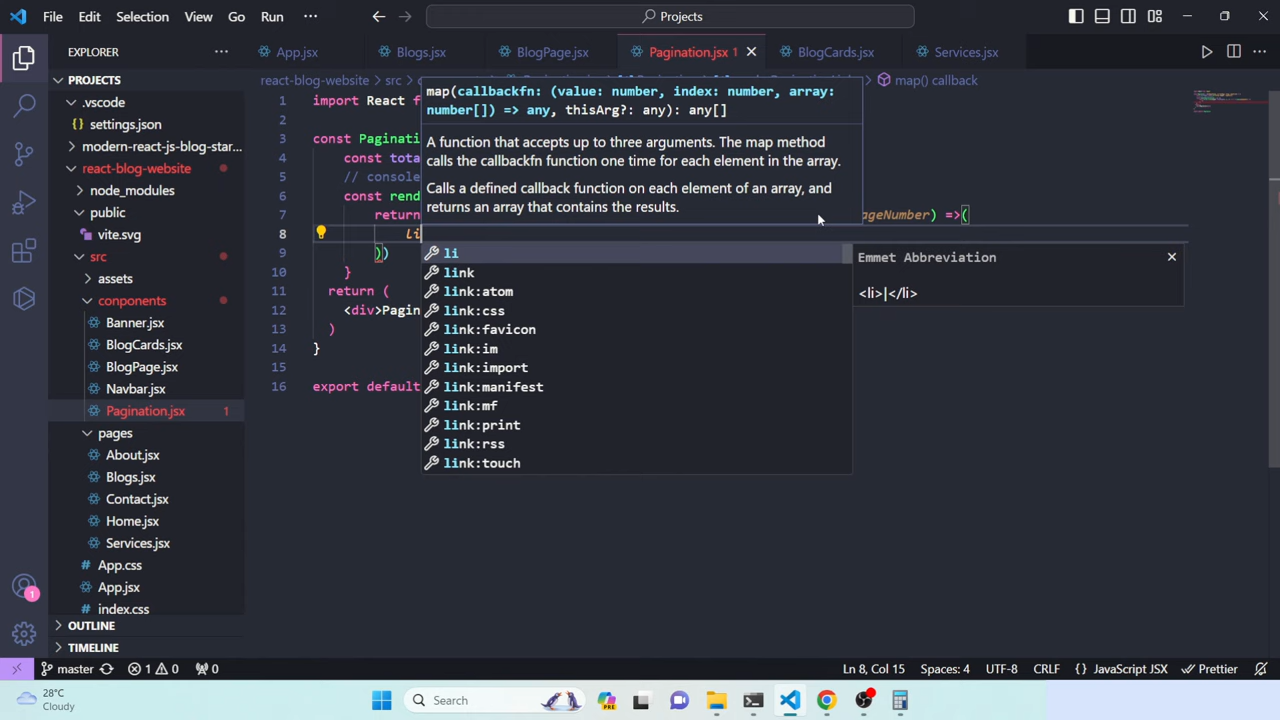 File Edit Selection View Go Run ··· Projects
EXPLORER ··· App.jsx Blogs.jsx BlogPage.jsx Pagination.jsx 1 BlogCards.jsx Services.jsx ···
PROJECTS
react-blog-website > src > map() callback
.vscode
settings.json
modern-react-js-blog-star...
react-blog-website
node_modules
public
vite.svg
src
assets
conponents
Banner.jsx
BlogCards.jsx
BlogPage.jsx
Navbar.jsx
Pagination.jsx 1
pages
About.jsx
Blogs.jsx
Contact.jsx
Home.jsx
Services.jsx
App.css
App.jsx
index.css
OUTLINE
TIMELINE
1 import React f
2
3 const Paginati
4 const tota
5 // console
6 const rend
7 return ageNumber) =>(
8 li
9 ))
10 }
11 return (
12 <div>Pagin
13 )
14 }
15
16 export default
map(callbackfn: (value: number, index: number, array:
number[]) => any, thisArg?: any): any[]
A function that accepts up to three arguments. The map method
calls the callbackfn function one time for each element in the array.
Calls a defined callback function on each element of an array, and
returns an array that contains the results.
li
link
link:atom
link:css
link:favicon
link:im
link:import
link:manifest
link:mf
link:print
link:rss
link:touch
Emmet Abbreviation
<li>|</li>
1
master 1 0 0 Ln 8, Col 15 Spaces: 4 UTF-8 CRLF {} JavaScript JSX Prettier
28°C
Cloudy
Search
PRE